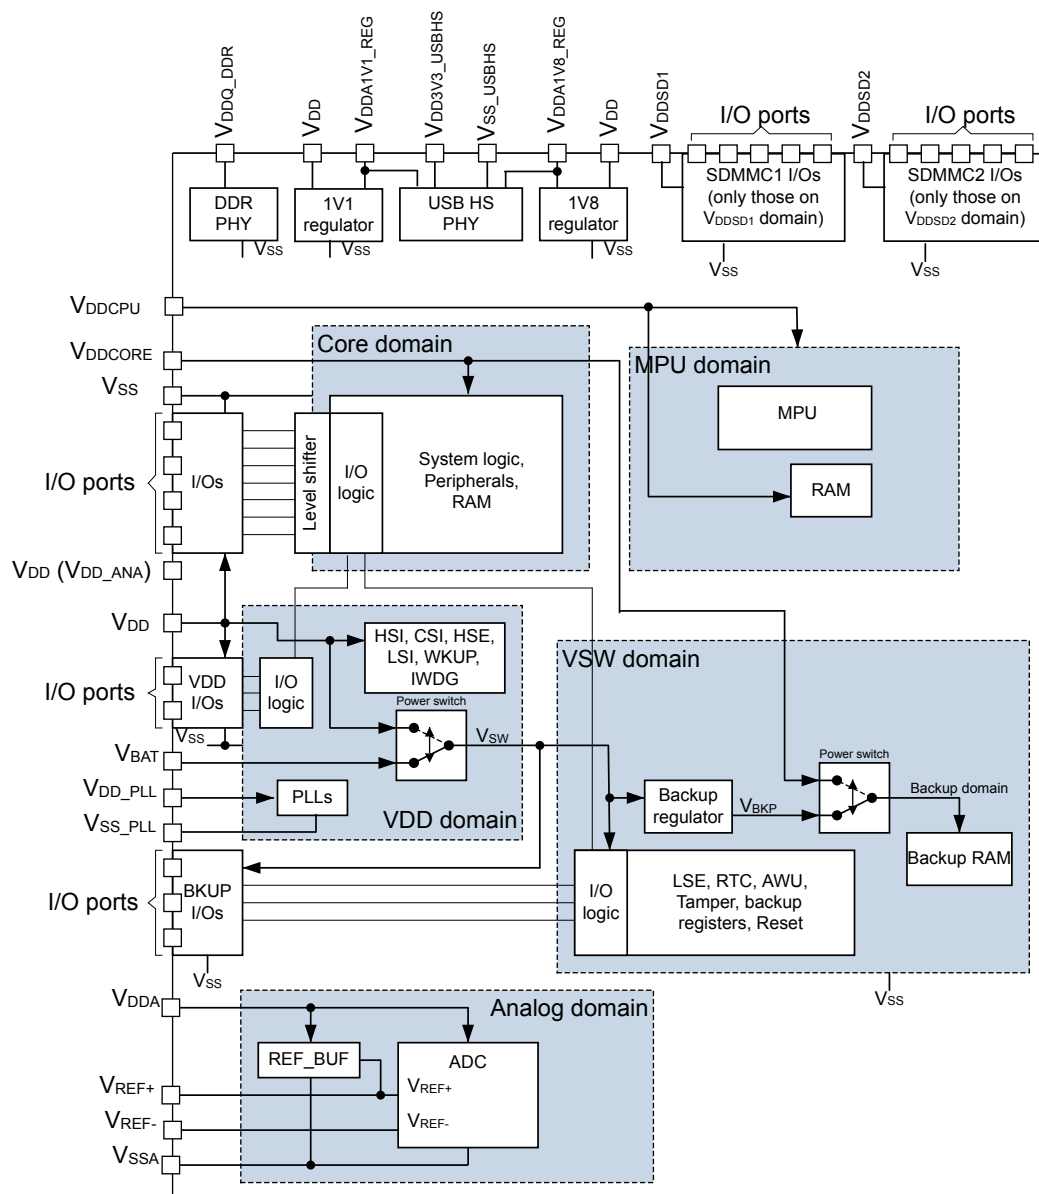 VDDQ_DDR
VDD
VDDA1V1_REG
VDD3V3_USBHS
VSS_USBHS
VDDA1V8_REG
VDD
VDDSD1
I/O ports
VDDSD2
I/O ports
DDR
PHY
VSS
1V1
regulator
VSS
USB HS
PHY
1V8
regulator
VSS
SDMMC1 I/Os
(only those on
VDDSD1 domain)
VSS
SDMMC2 I/Os
(only those on
VDDSD2 domain)
VSS
VDDCPU
VDDCORE
VSS
Core domain
MPU domain
MPU
RAM
I/O ports
I/Os
Level shifter
I/O
logic
System logic,
Peripherals,
RAM
VDD (VDD_ANA)
VDD
I/O ports
VDD
I/Os
VSS
I/O
logic
HSI, CSI, HSE,
LSI, WKUP,
IWDG
Power switch
VSW
VBAT
VDD_PLL
VSS_PLL
PLLs
VDD domain
VSW domain
Backup
regulator
VBKP
Power switch
Backup domain
Backup RAM
I/O ports
BKUP
I/Os
VSS
I/O
logic
LSE, RTC, AWU,
Tamper, backup
registers, Reset
VSS
VDDA
Analog domain
REF_BUF
ADC
VREF+
VREF+
VREF-
VREF-
VSSA